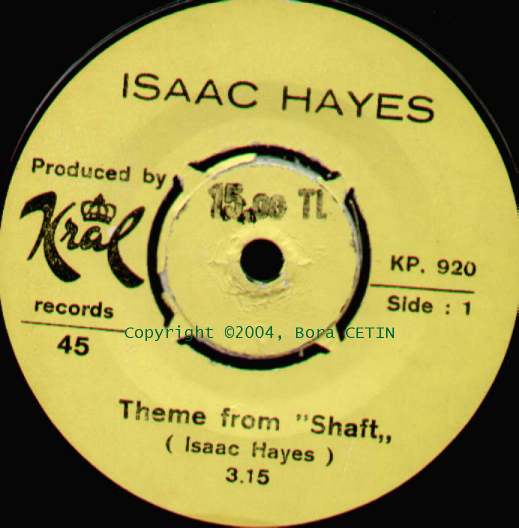 ISAAC HAYES
Produced by
Kral
records
45
15,00 TL
KP. 920
Side : 1
Copyright ©2004, Bora CETIN
Theme from "Shaft„
( Isaac Hayes )
3.15